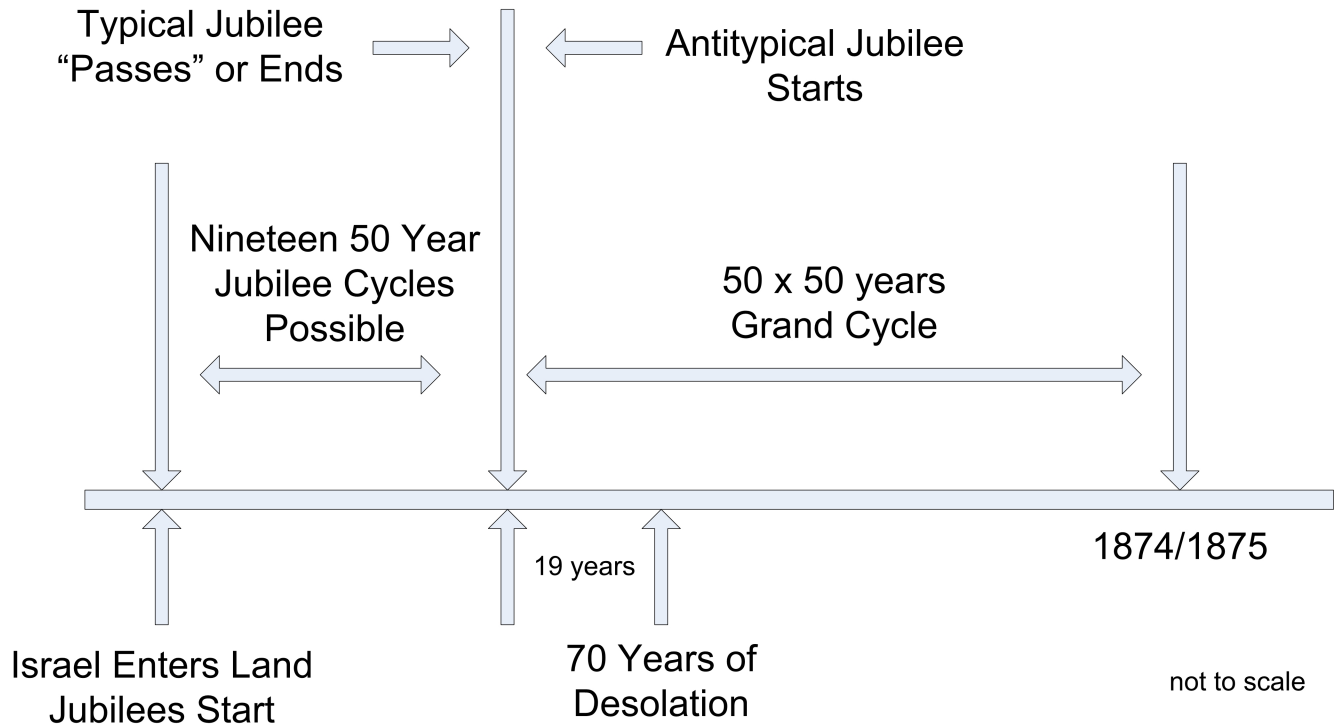 Typical Jubilee
“Passes” or Ends
Antitypical Jubilee
Starts
Nineteen 50 Year
Jubilee Cycles
Possible
50 x 50 years
Grand Cycle
19 years
1874/1875
Israel Enters Land
Jubilees Start
70 Years of
Desolation
not to scale